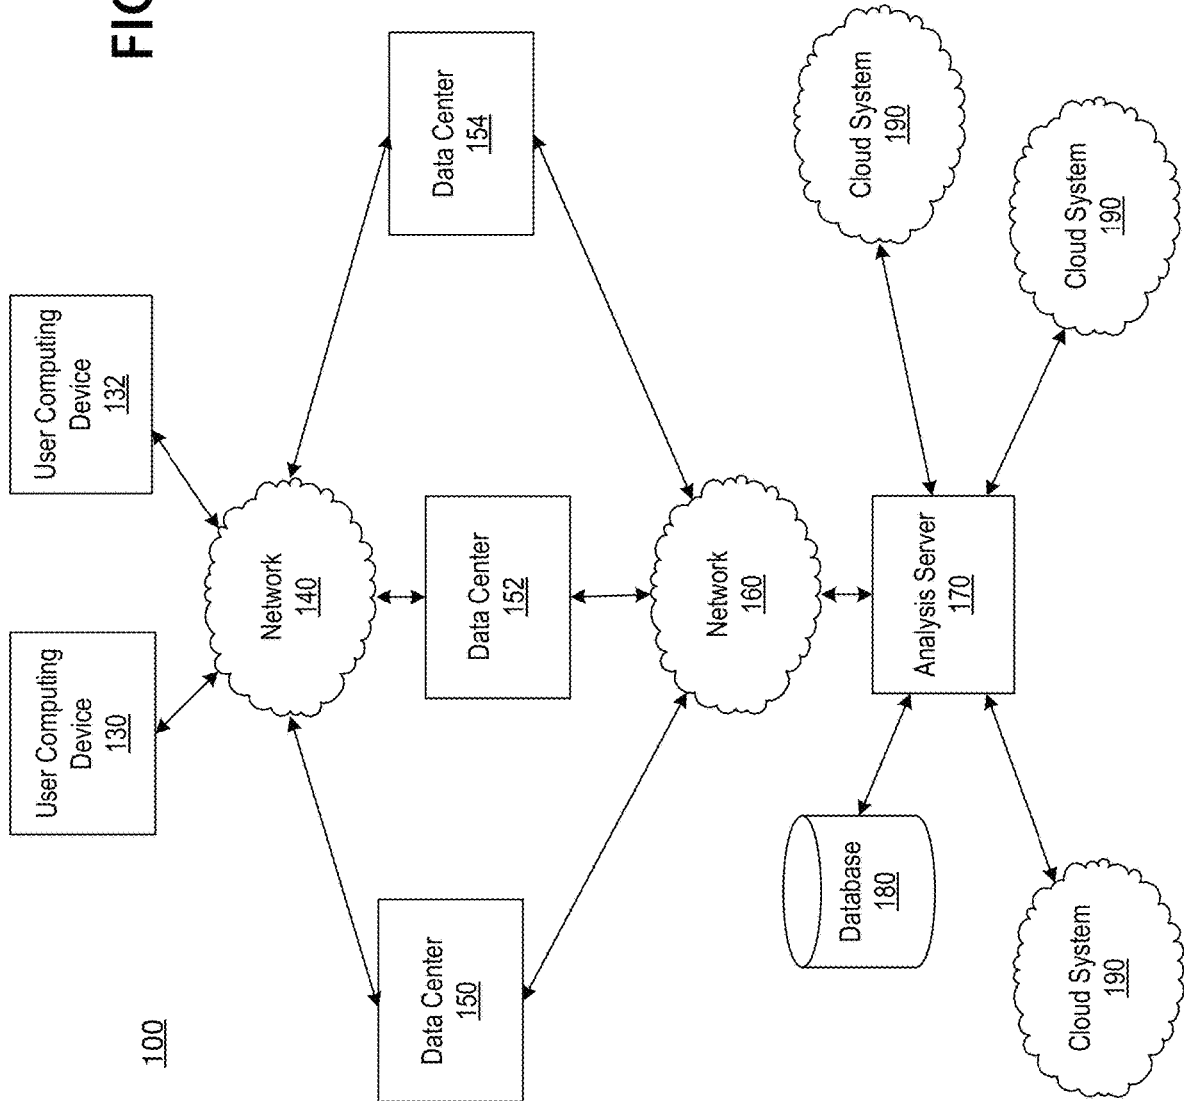 FIG
User Computing
Device
130
User Computing
Device
132
100
Network
140
Data Center
150
Data Center
152
Data Center
154
Network
160
Database
180
Analysis Server
170
Cloud System
190
Cloud System
190
Cloud System
190